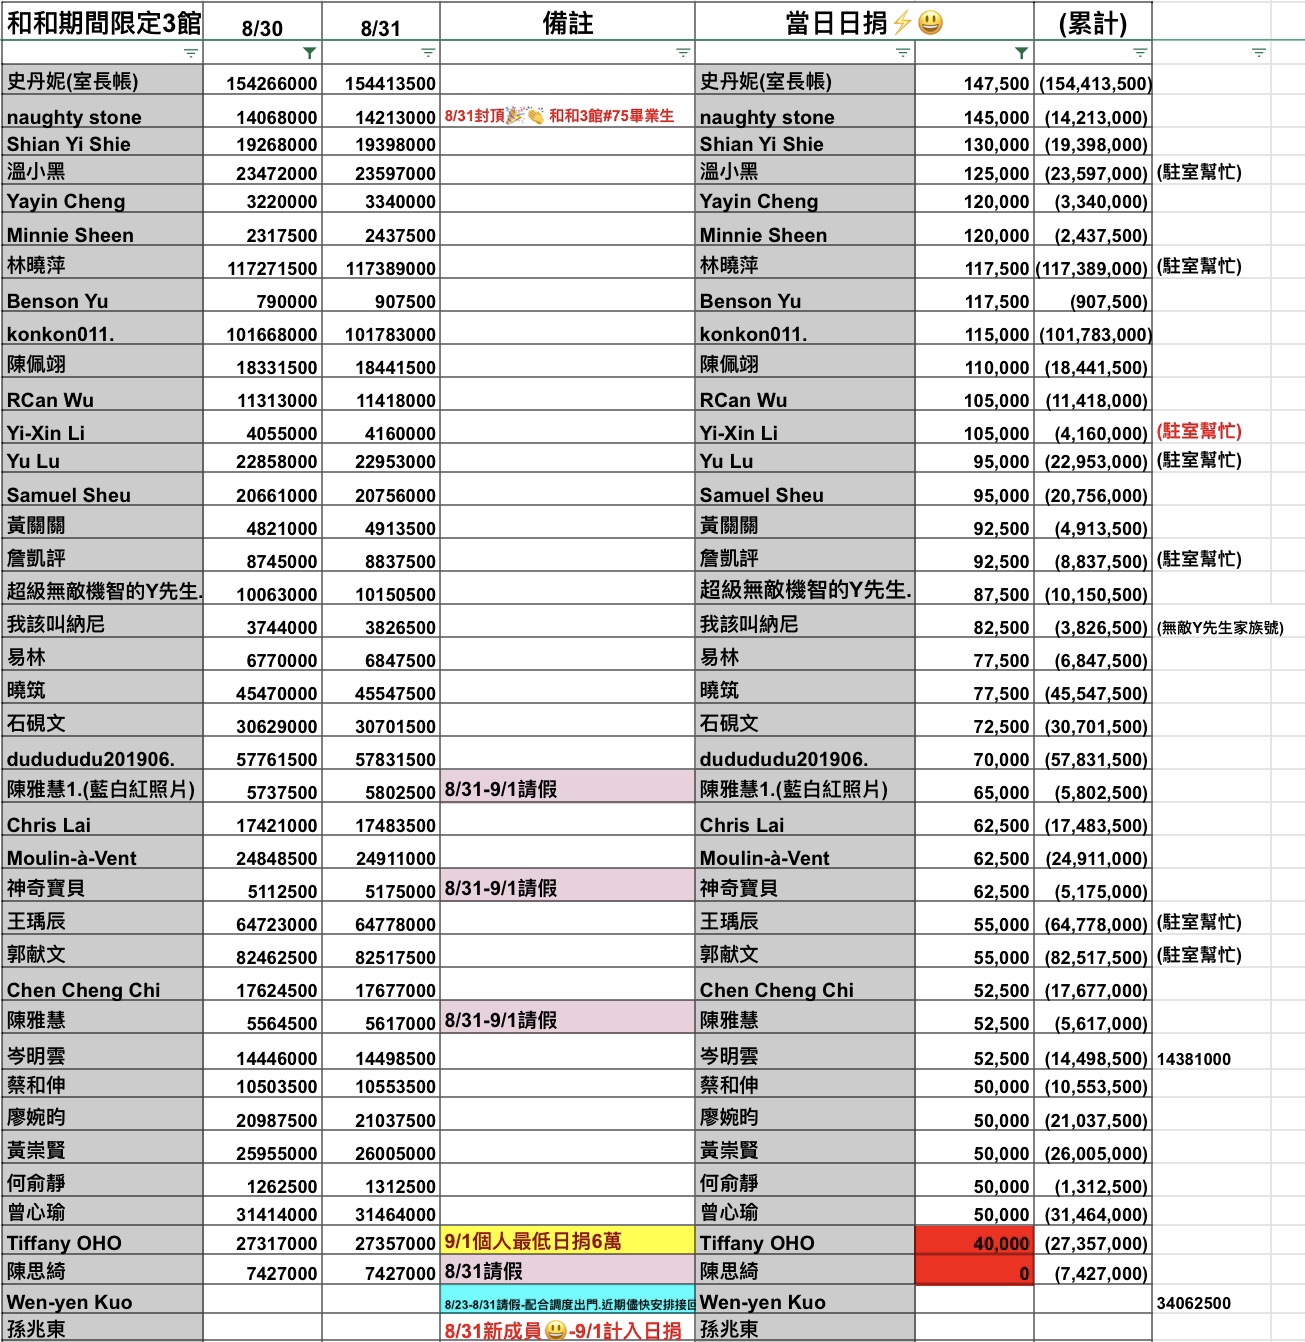 和和期間限定3館 8/30 8/31 備註 當日日捐⚡😃 (累計)
史丹妮(室長帳) 154266000 154413500 史丹妮(室長帳) 147,500 (154,413,500)
naughty stone 14068000 14213000 8/31封頂🎉👏 和和3館#75畢業生 naughty stone 145,000 (14,213,000)
Shian Yi Shie 19268000 19398000 Shian Yi Shie 130,000 (19,398,000)
溫小黑 23472000 23597000 溫小黑 125,000 (23,597,000) (駐室幫忙)
Yayin Cheng 3220000 3340000 Yayin Cheng 120,000 (3,340,000)
Minnie Sheen 2317500 2437500 Minnie Sheen 120,000 (2,437,500)
林曉萍 117271500 117389000 林曉萍 117,500 (117,389,000) (駐室幫忙)
Benson Yu 790000 907500 Benson Yu 117,500 (907,500)
konkon011. 101668000 101783000 konkon011. 115,000 (101,783,000)
陳佩翊 18331500 18441500 陳佩翊 110,000 (18,441,500)
RCan Wu 11313000 11418000 RCan Wu 105,000 (11,418,000)
Yi-Xin Li 4055000 4160000 Yi-Xin Li 105,000 (4,160,000) (駐室幫忙)
Yu Lu 22858000 22953000 Yu Lu 95,000 (22,953,000) (駐室幫忙)
Samuel Sheu 20661000 20756000 Samuel Sheu 95,000 (20,756,000)
黃關關 4821000 4913500 黃關關 92,500 (4,913,500)
詹凱評 8745000 8837500 詹凱評 92,500 (8,837,500) (駐室幫忙)
超級無敵機智的Y先生. 10063000 10150500 超級無敵機智的Y先生. 87,500 (10,150,500)
我該叫納尼 3744000 3826500 我該叫納尼 82,500 (3,826,500) (無敵Y先生家族號)
易林 6770000 6847500 易林 77,500 (6,847,500)
曉筑 45470000 45547500 曉筑 77,500 (45,547,500)
石硯文 30629000 30701500 石硯文 72,500 (30,701,500)
dudududu201906. 57761500 57831500 dudududu201906. 70,000 (57,831,500)
陳雅慧1.(藍白紅照片) 5737500 5802500 8/31-9/1請假 陳雅慧1.(藍白紅照片) 65,000 (5,802,500)
Chris Lai 17421000 17483500 Chris Lai 62,500 (17,483,500)
Moulin-à-Vent 24848500 24911000 Moulin-à-Vent 62,500 (24,911,000)
神奇寶貝 5112500 5175000 8/31-9/1請假 神奇寶貝 62,500 (5,175,000)
王瑀辰 64723000 64778000 王瑀辰 55,000 (64,778,000) (駐室幫忙)
郭献文 82462500 82517500 郭献文 55,000 (82,517,500) (駐室幫忙)
Chen Cheng Chi 17624500 17677000 Chen Cheng Chi 52,500 (17,677,000)
陳雅慧 5564500 5617000 8/31-9/1請假 陳雅慧 52,500 (5,617,000)
岑明雲 14446000 14498500 岑明雲 52,500 (14,498,500) 14381000
蔡和伸 10503500 10553500 蔡和伸 50,000 (10,553,500)
廖婉昀 20987500 21037500 廖婉昀 50,000 (21,037,500)
黃崇賢 25955000 26005000 黃崇賢 50,000 (26,005,000)
何俞靜 1262500 1312500 何俞靜 50,000 (1,312,500)
曾心瑜 31414000 31464000 曾心瑜 50,000 (31,464,000)
Tiffany OHO 27317000 27357000 9/1個人最低日捐6萬 Tiffany OHO 40,000 (27,357,000)
陳思綺 7427000 7427000 8/31請假 陳思綺 0 (7,427,000)
Wen-yen Kuo 8/23-8/31請假-配合調度出門.近期儘快安排接回 Wen-yen Kuo 34062500
孫兆東 8/31新成員😃-9/1計入日捐 孫兆東